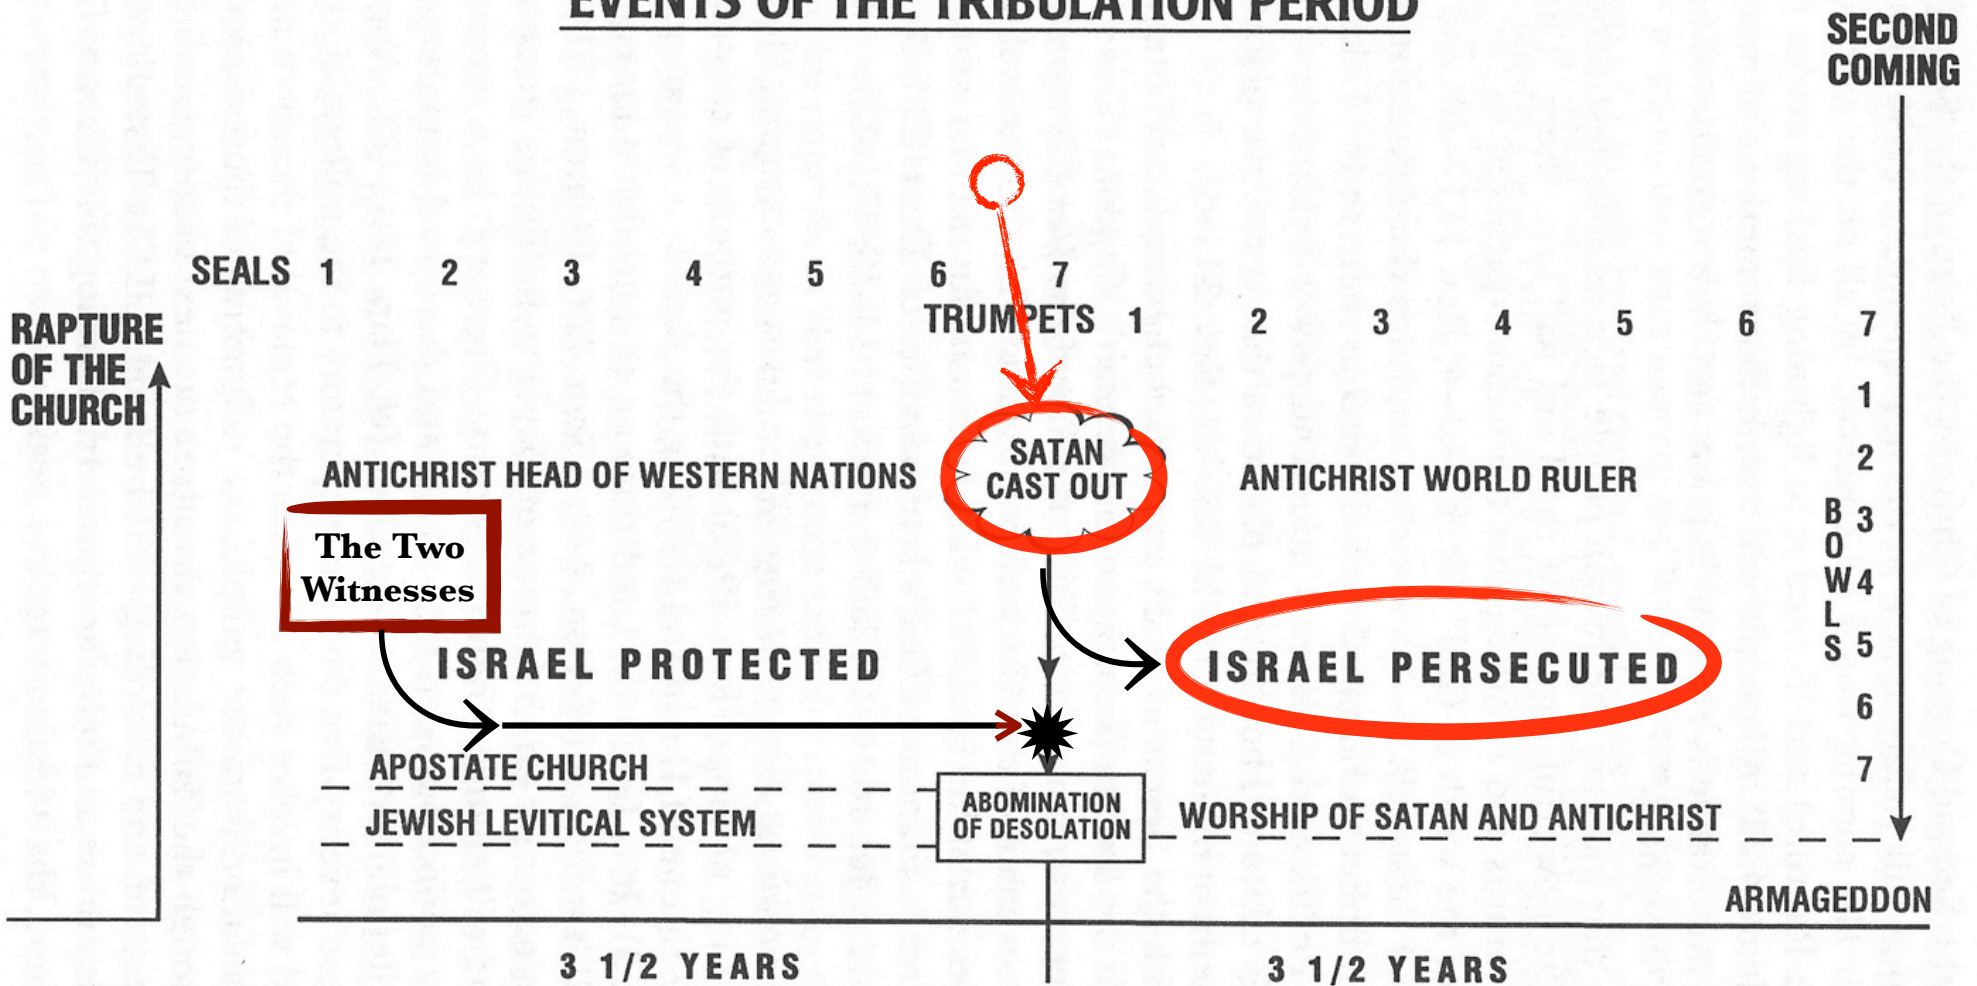 EVENTS OF THE TRIBULATION PERIOD
SECOND
COMING
SEALS 1 2 3 4 5 6 7
TRUMPETS 1 2 3 4 5 6 7
RAPTURE
OF THE
CHURCH
SATAN
CAST OUT
ANTICHRIST HEAD OF WESTERN NATIONS
ANTICHRIST WORLD RULER
BOWLS
1
2
3
4
5
6
7
The Two
Witnesses
ISRAEL PROTECTED
ISRAEL PERSECUTED
APOSTATE CHURCH
JEWISH LEVITICAL SYSTEM
ABOMINATION
OF DESOLATION
WORSHIP OF SATAN AND ANTICHRIST
ARMAGEDDON
3 1/2 YEARS
3 1/2 YEARS